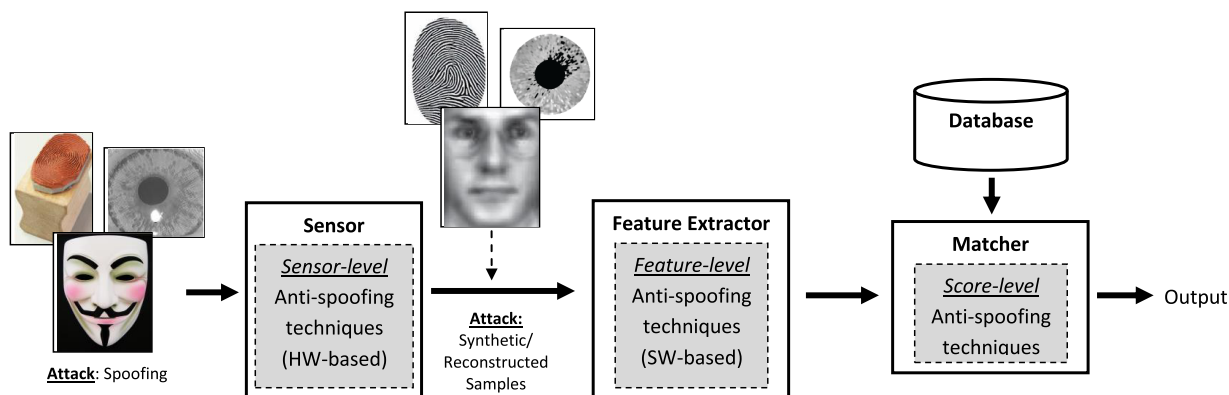 Attack: Spoofing
Sensor
Sensor-level
Anti-spoofing
techniques
(HW-based)
Attack:
Synthetic/
Reconstructed
Samples
Feature Extractor
Feature-level
Anti-spoofing
techniques
(SW-based)
Database
Matcher
Score-level
Anti-spoofing
techniques
Output